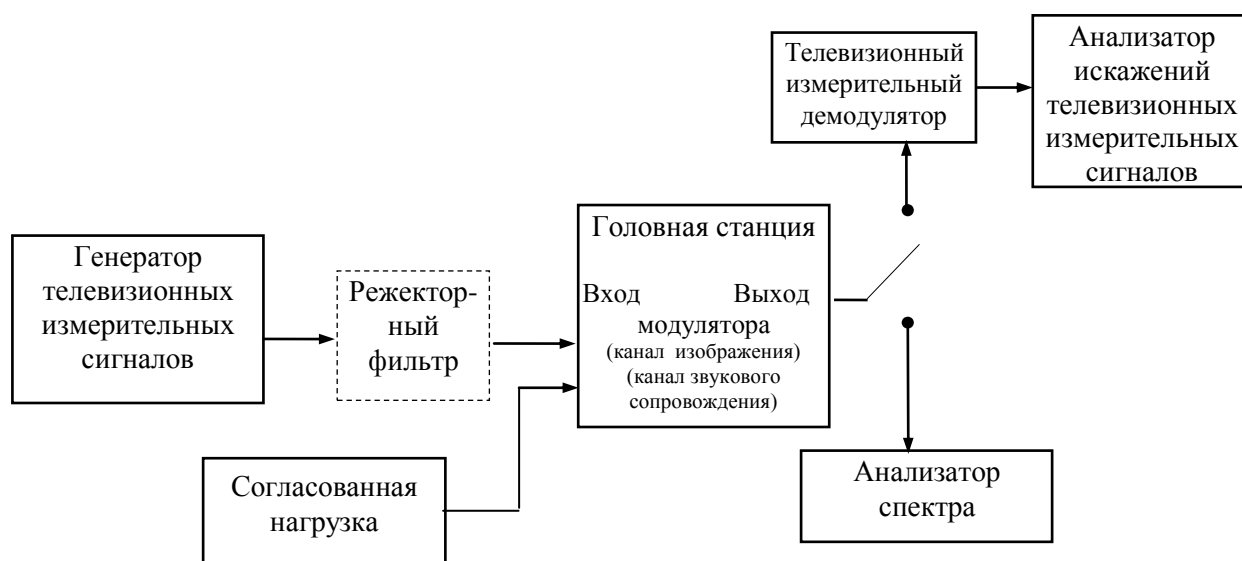 Телевизионный
измерительный
демодулятор
Анализатор
искажений
телевизионных
измерительных
сигналов
Генератор
телевизионных
измерительных
сигналов
Режектор-
ный
фильтр
Головная станция
Вход Выход
модулятора
(канал изображения)
(канал звукового
сопровождения)
Согласованная
нагрузка
Анализатор
спектра